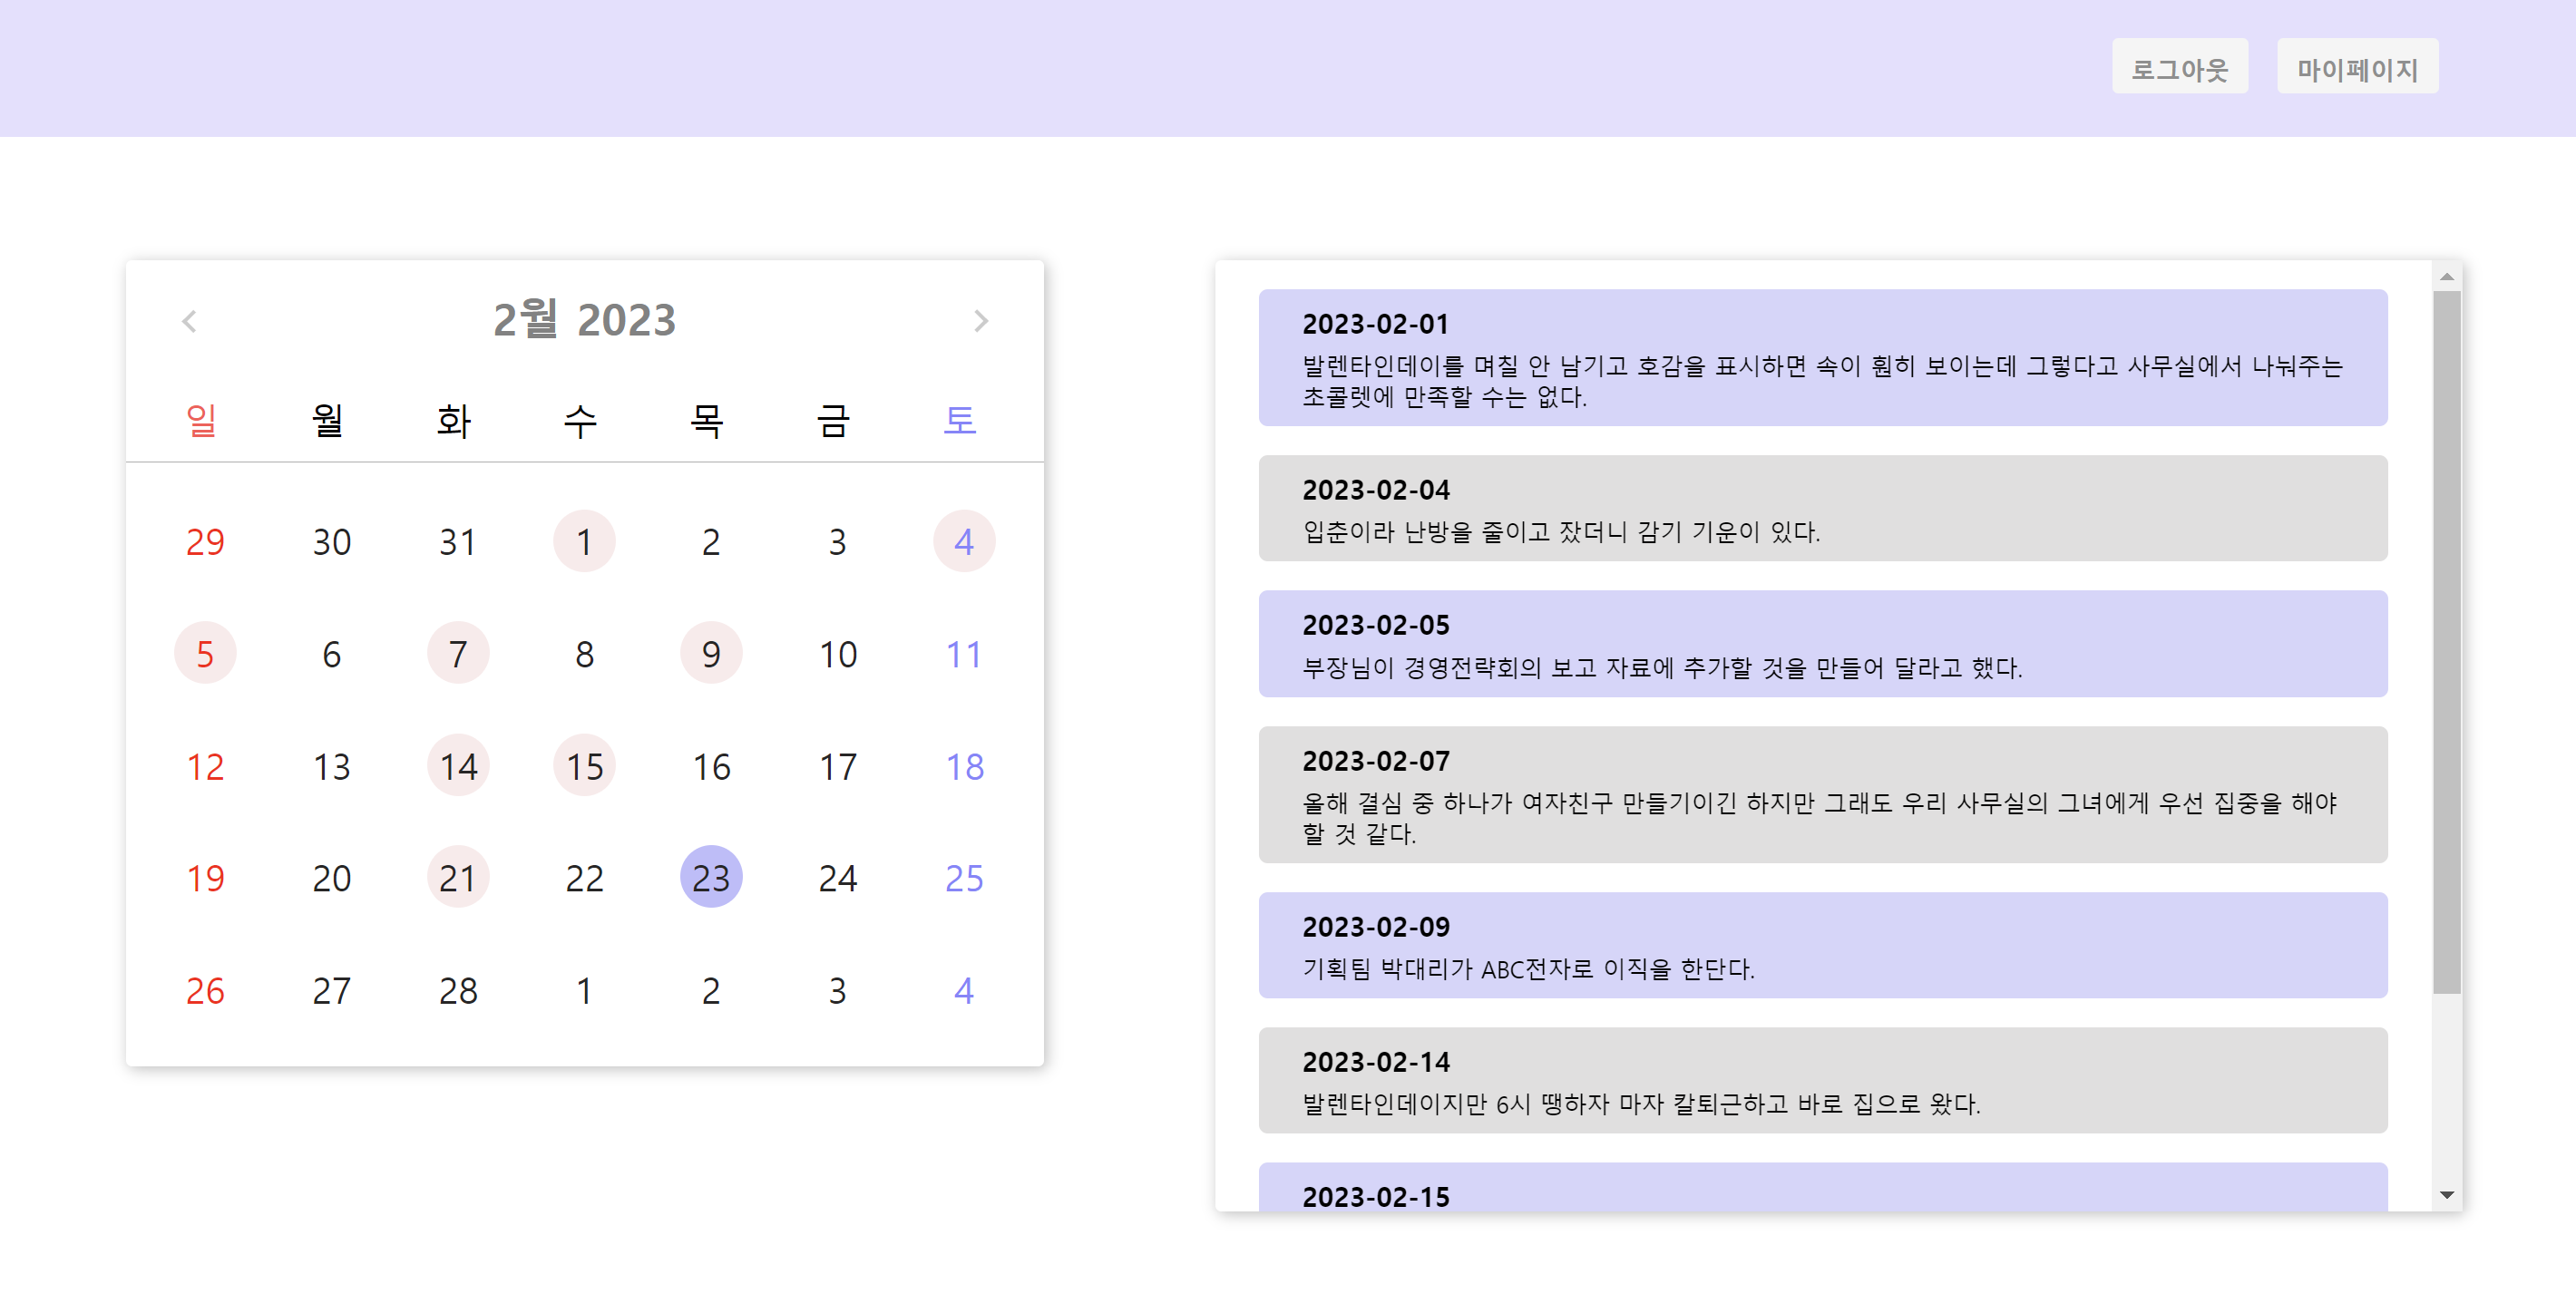 로그아웃 마이페이지
2월 2023
일 월 화 수 목 금 토
29 30 31 1 2 3 4
5 6 7 8 9 10 11
12 13 14 15 16 17 18
19 20 21 22 23 24 25
26 27 28 1 2 3 4
2023-02-01
발렌타인데이를 며칠 안 남기고 호감을 표시하면 속이 훤히 보이는데 그렇다고 사무실에서 나눠주는
초콜렛에 만족할 수는 없다.
2023-02-04
입춘이라 난방을 줄이고 잤더니 감기 기운이 있다.
2023-02-05
부장님이 경영전략회의 보고 자료에 추가할 것을 만들어 달라고 했다.
2023-02-07
올해 결심 중 하나가 여자친구 만들기이긴 하지만 그래도 우리 사무실의 그녀에게 우선 집중을 해야
할 것 같다.
2023-02-09
기획팀 박대리가 ABC전자로 이직을 한단다.
2023-02-14
발렌타인데이지만 6시 땡하자 마자 칼퇴근하고 바로 집으로 왔다.
2023-02-15